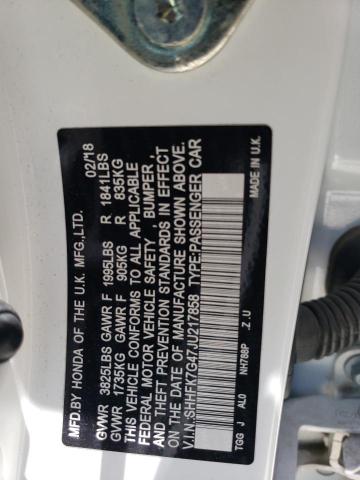 MFD.BY HONDA OF THE U.K. MFG.,LTD. 02/18
GVWR 3825LBS GAWR F 1995LBS R 1841LBS
GVWR 1735KG GAWR F 905KG R 835KG
THIS VEHICLE CONFORMS TO ALL APPLICABLE
FEDERAL MOTOR VEHICLE SAFETY, BUMPER,
AND THEFT PREVENTION STANDARDS IN EFFECT
ON THE DATE OF MANUFACTURE SHOWN ABOVE.
V.I.N.:SHHFK7G47JU217858 TYPE:PASSENGER CAR
TGG J AL0 NH788P .Z.U MADE IN U.K.